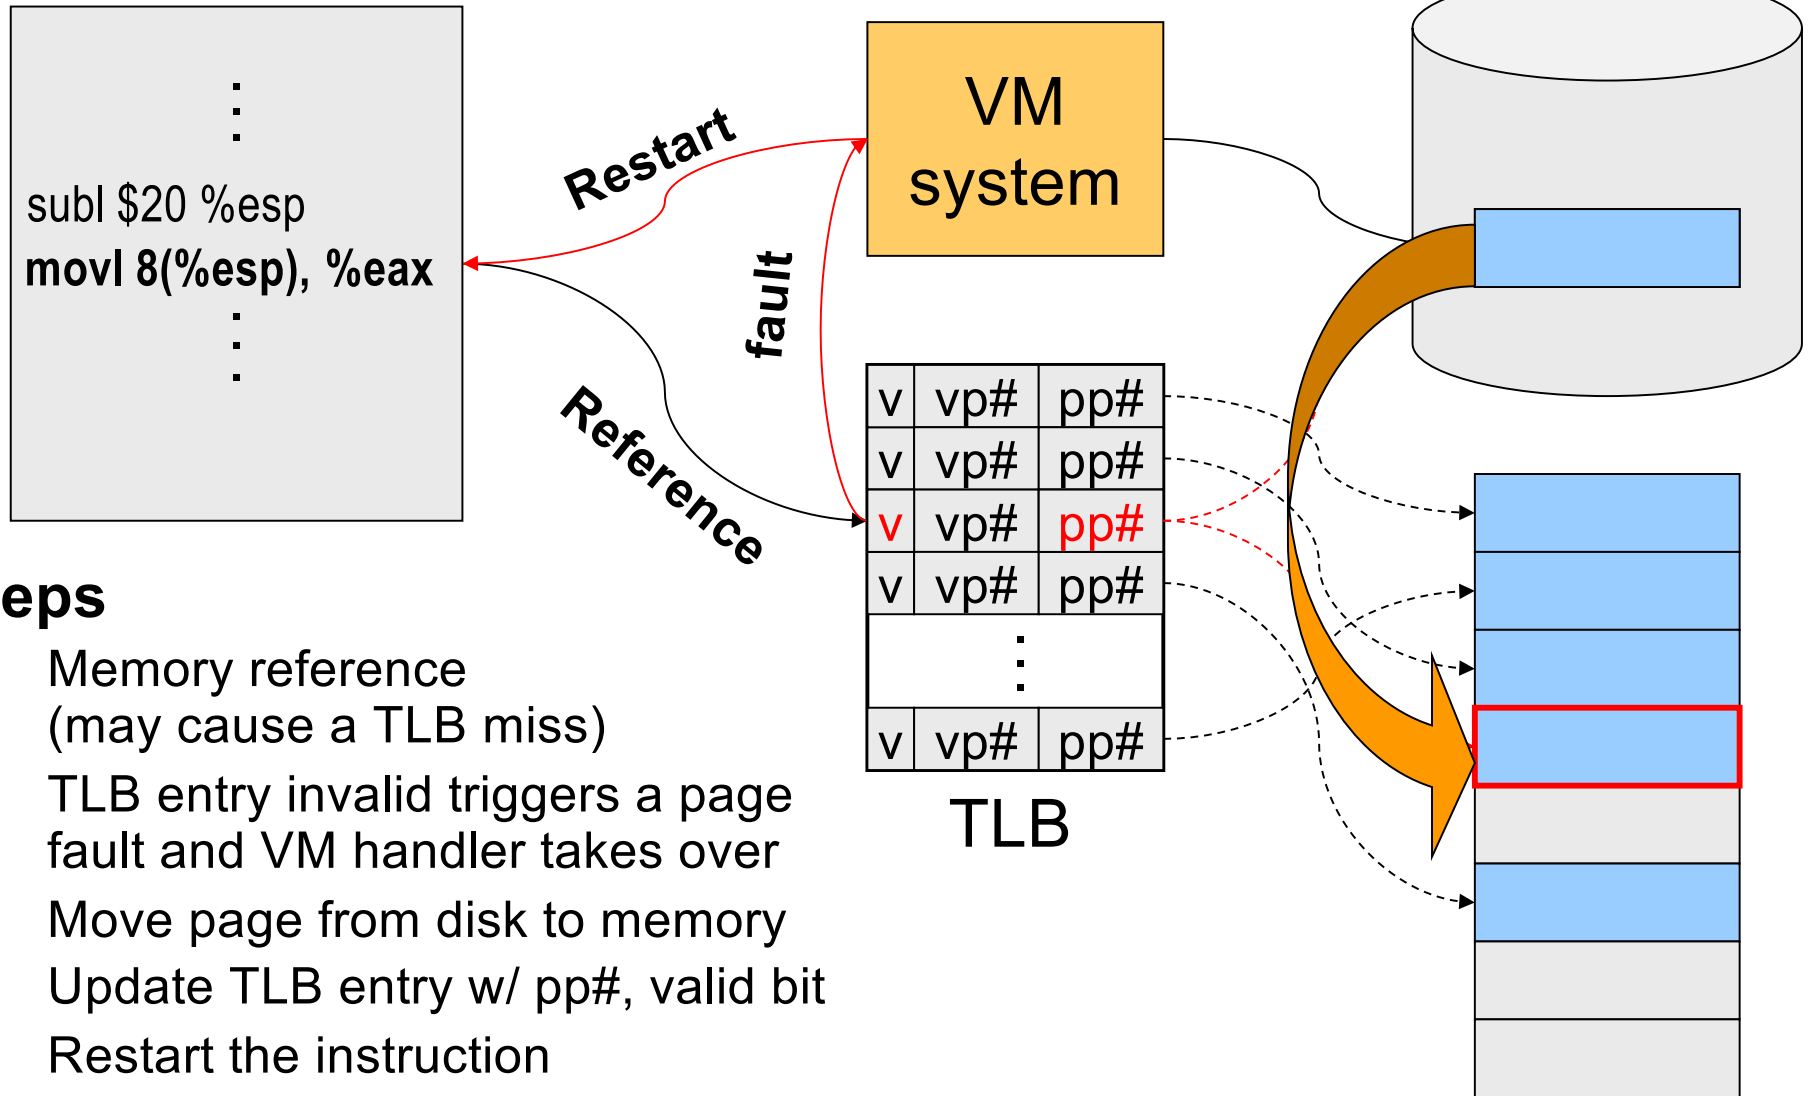 subl $20 %esp
movl 8(%esp), %eax
Restart
fault
Reference
VM
system
v vp# pp#
v vp# pp#
v vp# pp#
v vp# pp#
v vp# pp#
TLB
eps
Memory reference
(may cause a TLB miss)
TLB entry invalid triggers a page
fault and VM handler takes over
Move page from disk to memory
Update TLB entry w/ pp#, valid bit
Restart the instruction